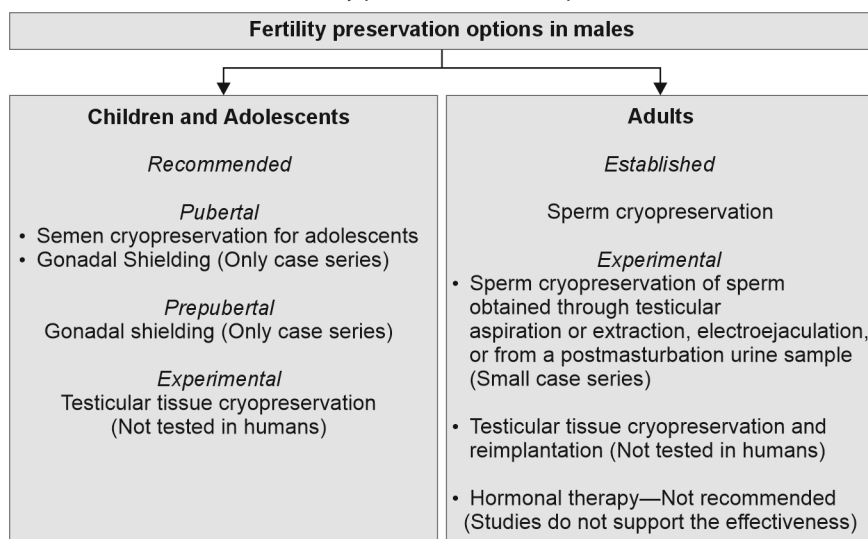 Fertility preservation options in males
Children and Adolescents
Recommended
Pubertal
• Semen cryopreservation for adolescents
• Gonadal Shielding (Only case series)
Prepubertal
Gonadal shielding (Only case series)
Experimental
Testicular tissue cryopreservation
(Not tested in humans)
Adults
Established
Sperm cryopreservation
Experimental
• Sperm cryopreservation of sperm
obtained through testicular
aspiration or extraction, electroejaculation,
or from a postmasturbation urine sample
(Small case series)
• Testicular tissue cryopreservation and
reimplantation (Not tested in humans)
• Hormonal therapy—Not recommended
(Studies do not support the effectiveness)